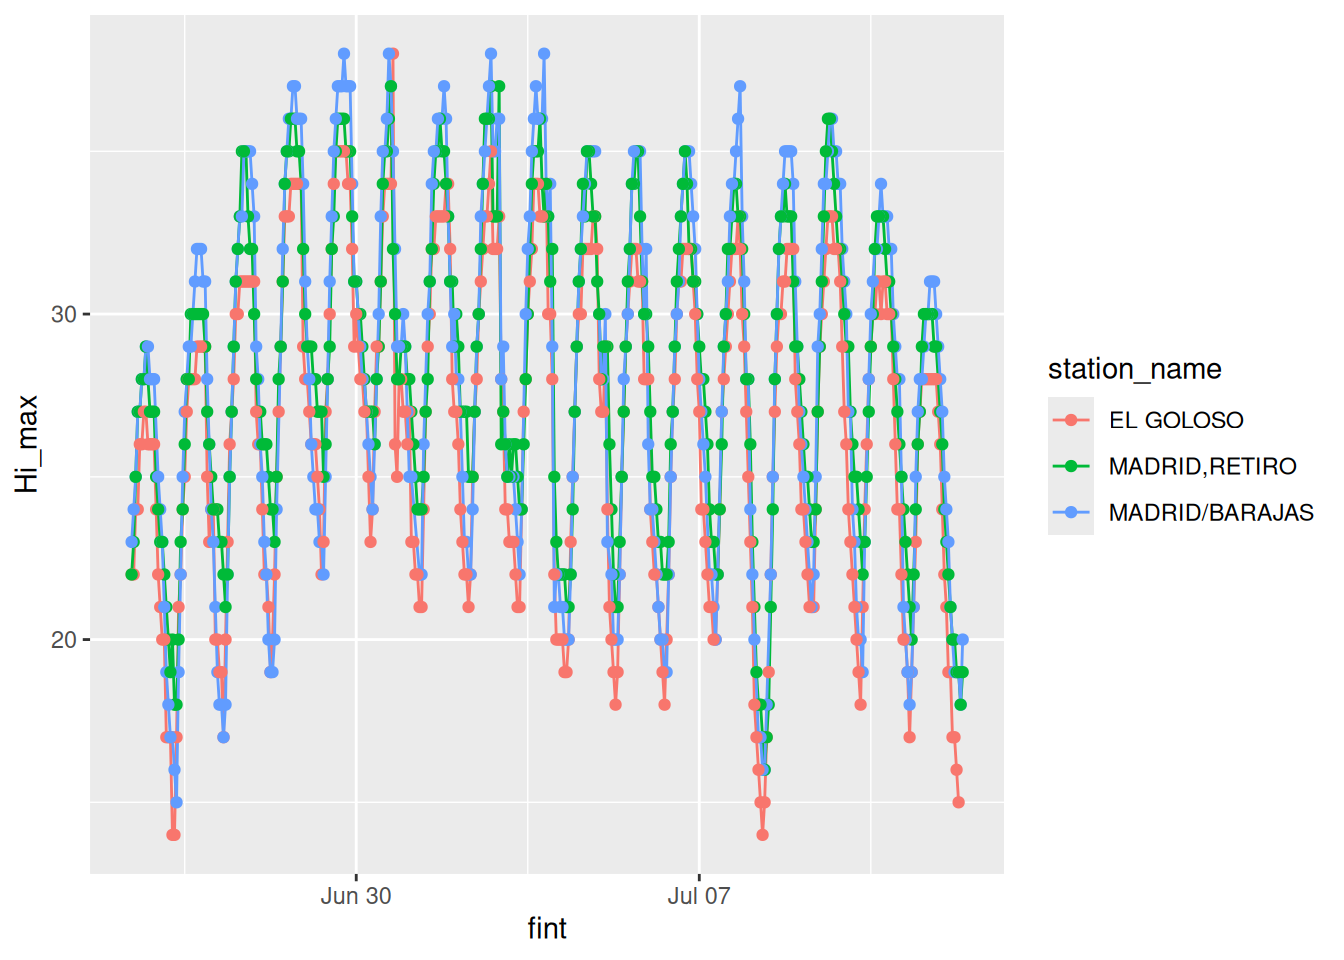 Hi_max
30
20
Jun 30
Jul 07
fint
station_name
EL GOLOSO
MADRID,RETIRO
MADRID/BARAJAS